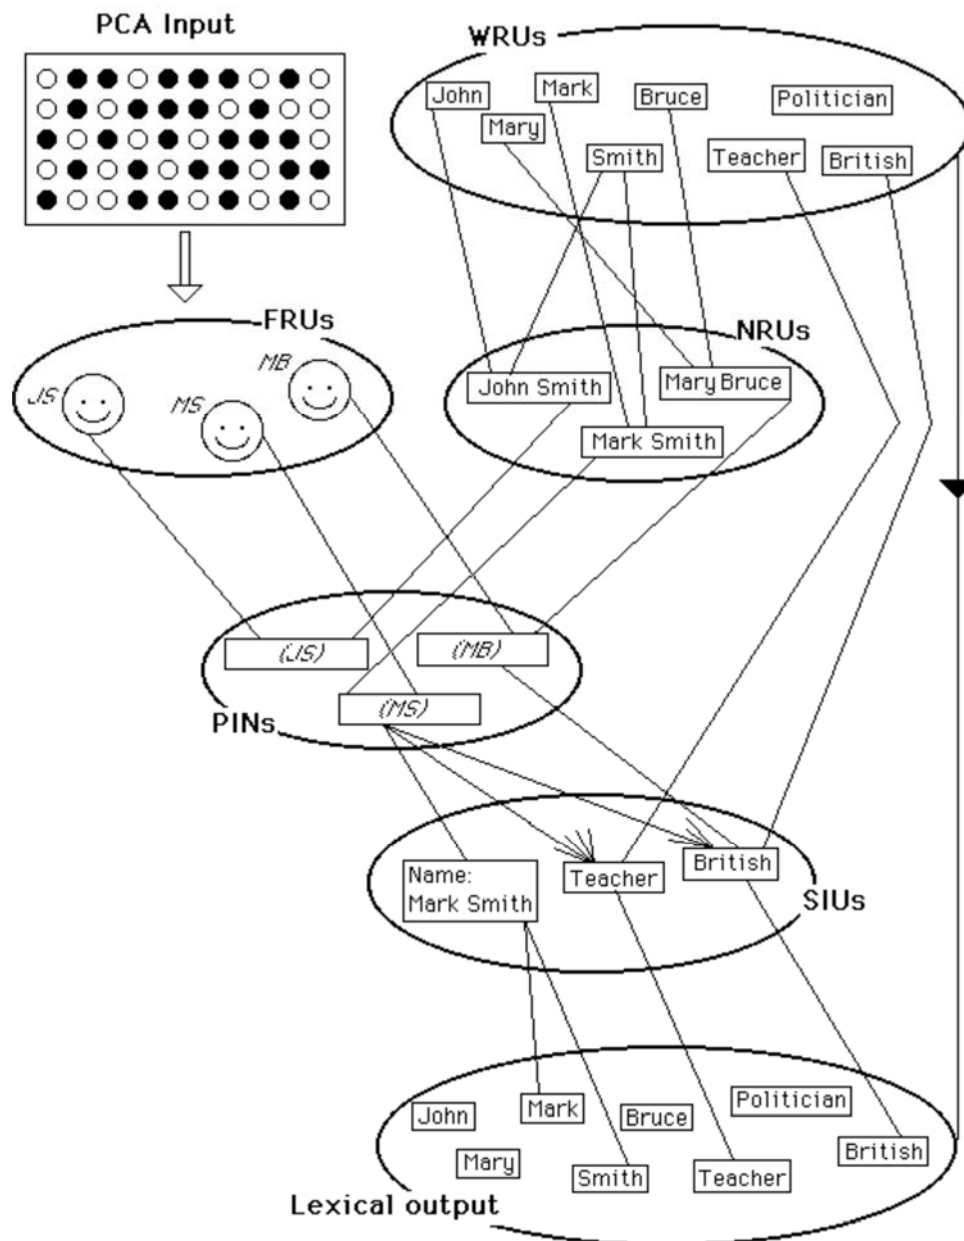 PCA Input
WRUs
John
Mark
Bruce
Politician
Mary
Smith
Teacher
British
FRUs
NRUs
JS
MS
MB
John Smith
Mary Bruce
Mark Smith
(JS)
(MB)
(MS)
PINs
Name:
Mark Smith
Teacher
British
SIUs
John
Mark
Bruce
Politician
Mary
Smith
Teacher
British
Lexical output